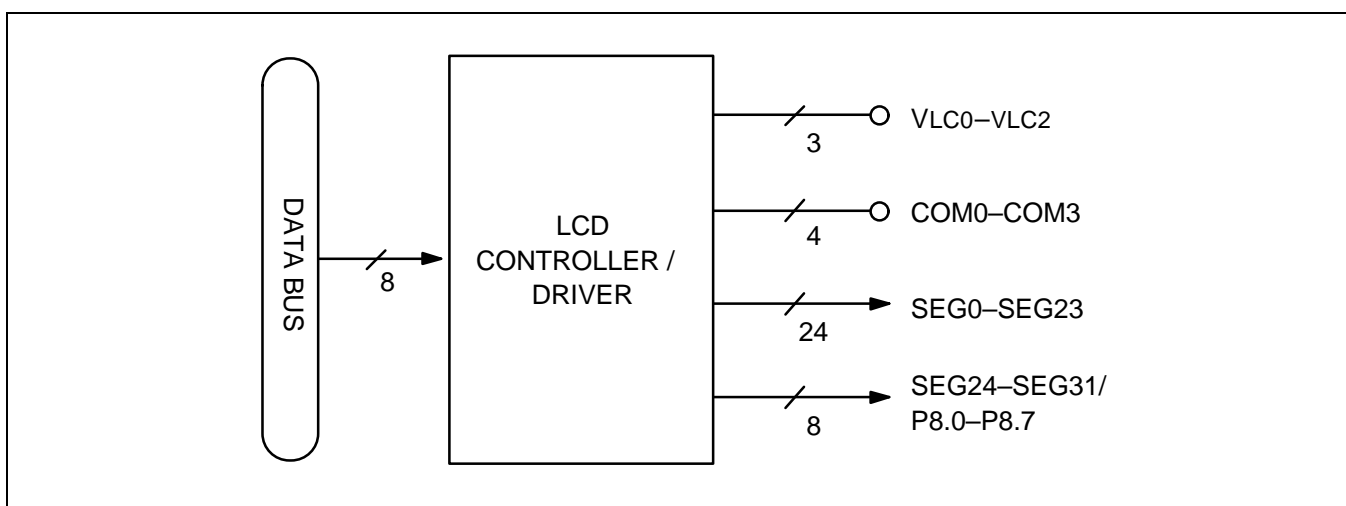 DATA BUS
8
LCD
CONTROLLER /
DRIVER
3
VLC0–VLC2
4
COM0–COM3
24
SEG0–SEG23
8
SEG24–SEG31/
P8.0–P8.7